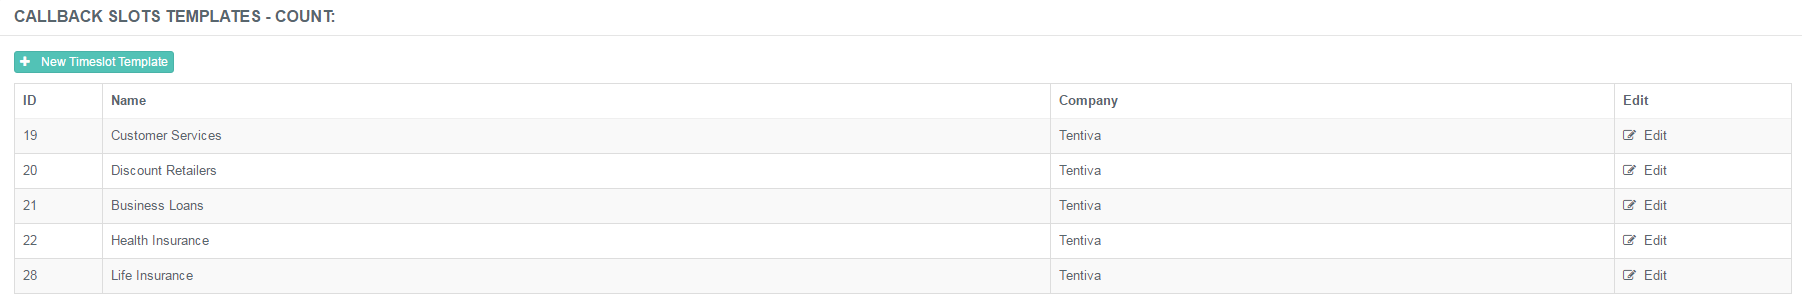 CALLBACK SLOTS TEMPLATES - COUNT:
New Timeslot Template
ID Name Company Edit
19 Customer Services Tentiva Edit
20 Discount Retailers Tentiva Edit
21 Business Loans Tentiva Edit
22 Health Insurance Tentiva Edit
28 Life Insurance Tentiva Edit